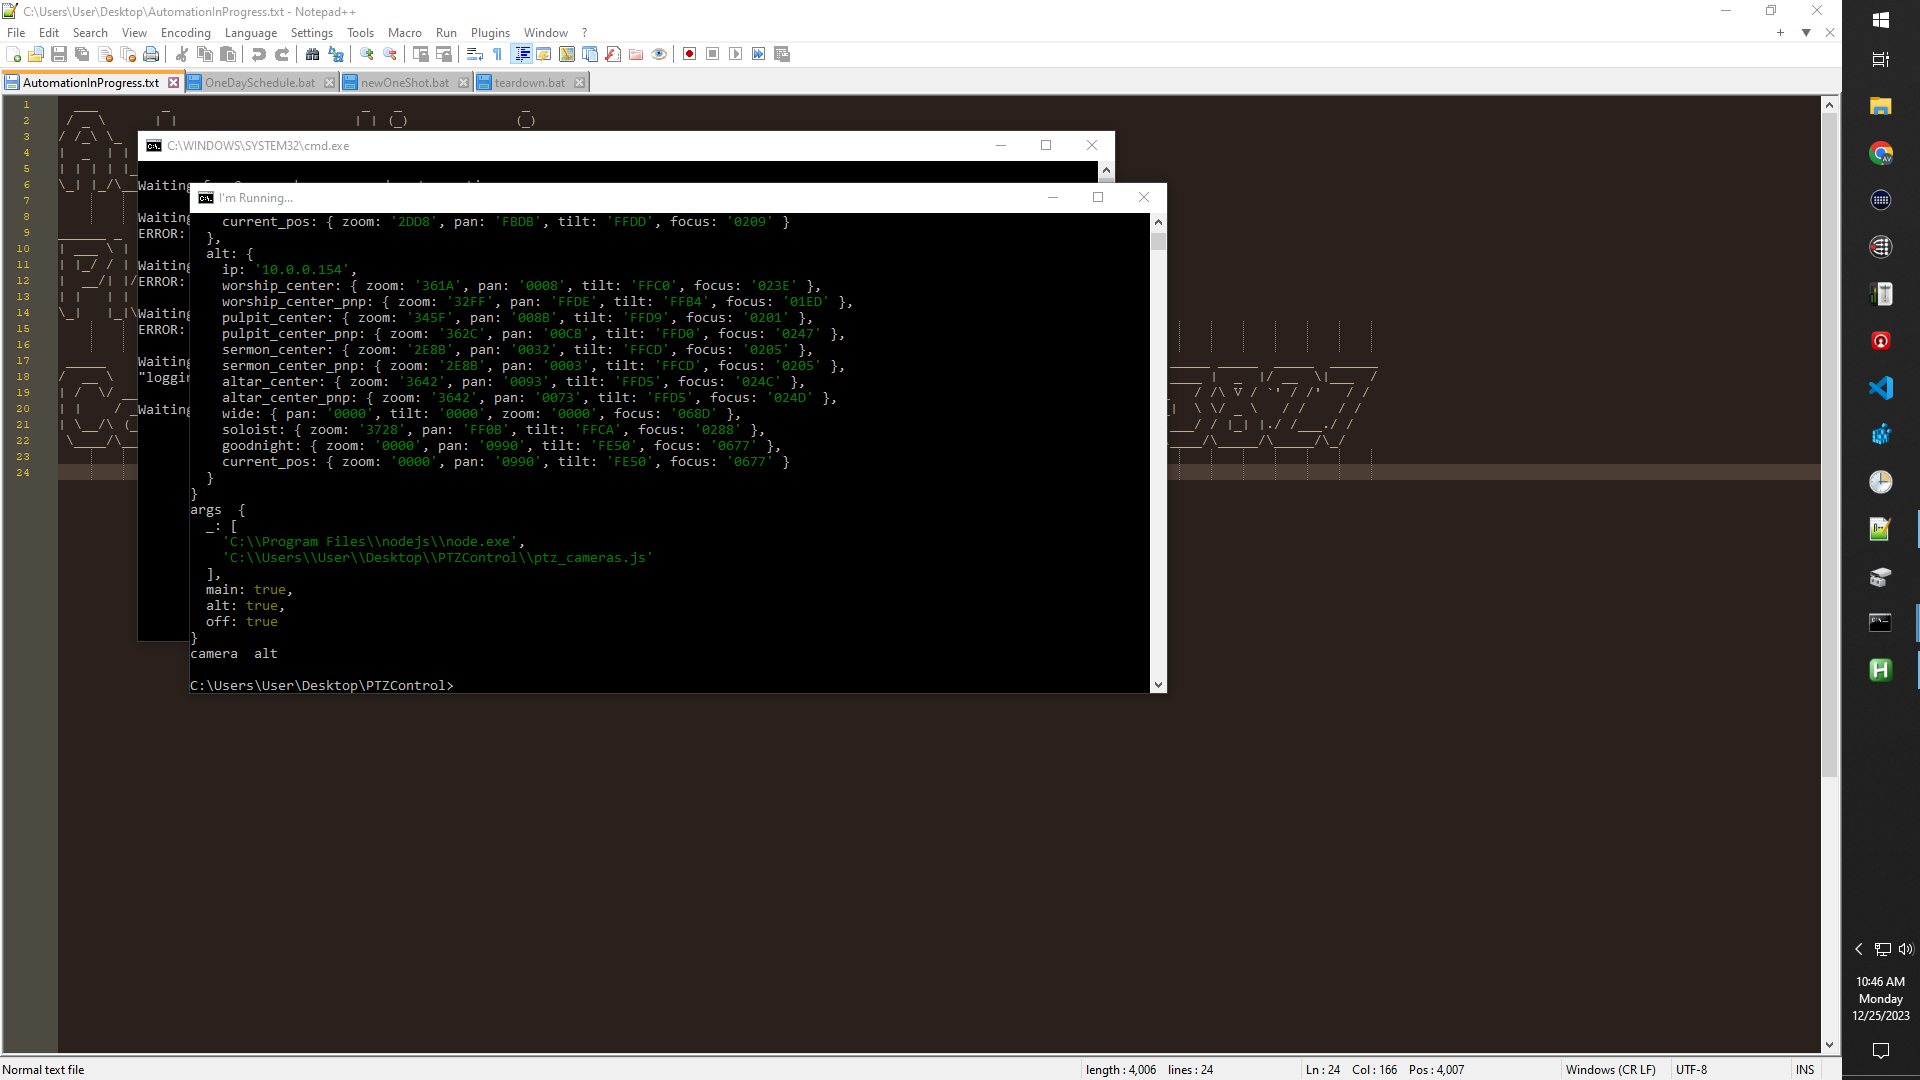 C:\Users\User\Desktop\AutomationInProgress.txt - Notepad++
File Edit Search View Encoding Language Settings Tools Macro Run Plugins Window ?
AutomationInProgress.txt OneDaySchedule.bat newOneShot.bat teardown.bat
1
2
3
4
5
6
7
8
9
10
11
12
13
14
15
16
17
18
19
20
21
22
23
24
C:\WINDOWS\SYSTEM32\cmd.exe
Waiting
Waiting
ERROR:
Waiting
ERROR:
Waiting
ERROR:
Waiting
"loggin
Waiting
I'm Running...
current_pos: { zoom: '2DD8', pan: 'FBDB', tilt: 'FFDD', focus: '0209' }
},
alt: {
ip: '10.0.0.154',
worship_center: { zoom: '361A', pan: '0008', tilt: 'FFC0', focus: '023E' },
worship_center_pnp: { zoom: '32FF', pan: 'FFDE', tilt: 'FFB4', focus: '01ED' },
pulpit_center: { zoom: '345F', pan: '008B', tilt: 'FFD9', focus: '0201' },
pulpit_center_pnp: { zoom: '362C', pan: '00CB', tilt: 'FFD0', focus: '0247' },
sermon_center: { zoom: '2E8B', pan: '0032', tilt: 'FFCD', focus: '0205' },
sermon_center_pnp: { zoom: '2E8B', pan: '0003', tilt: 'FFCD', focus: '0205' },
altar_center: { zoom: '3642', pan: '0093', tilt: 'FFD5', focus: '024C' },
altar_center_pnp: { zoom: '3642', pan: '0073', tilt: 'FFD5', focus: '024D' },
wide: { pan: '0000', tilt: '0000', zoom: '0000', focus: '068D' },
soloist: { zoom: '3728', pan: 'FF0B', tilt: 'FFCA', focus: '0288' },
goodnight: { zoom: '0000', pan: '0990', tilt: 'FE50', focus: '0677' },
current_pos: { zoom: '0000', pan: '0990', tilt: 'FE50', focus: '0677' }
}
}
args {
_: [
'C:\\Program Files\\nodejs\\node.exe',
'C:\\Users\\User\\Desktop\\PTZControl\\ptz_cameras.js'
],
main: true,
alt: true,
off: true
}
camera alt
C:\Users\User\Desktop\PTZControl>
10:46 AM
Monday
12/25/2023
Normal text file length : 4,006 lines : 24 Ln : 24 Col : 166 Pos : 4,007 Windows (CR LF) UTF-8 INS